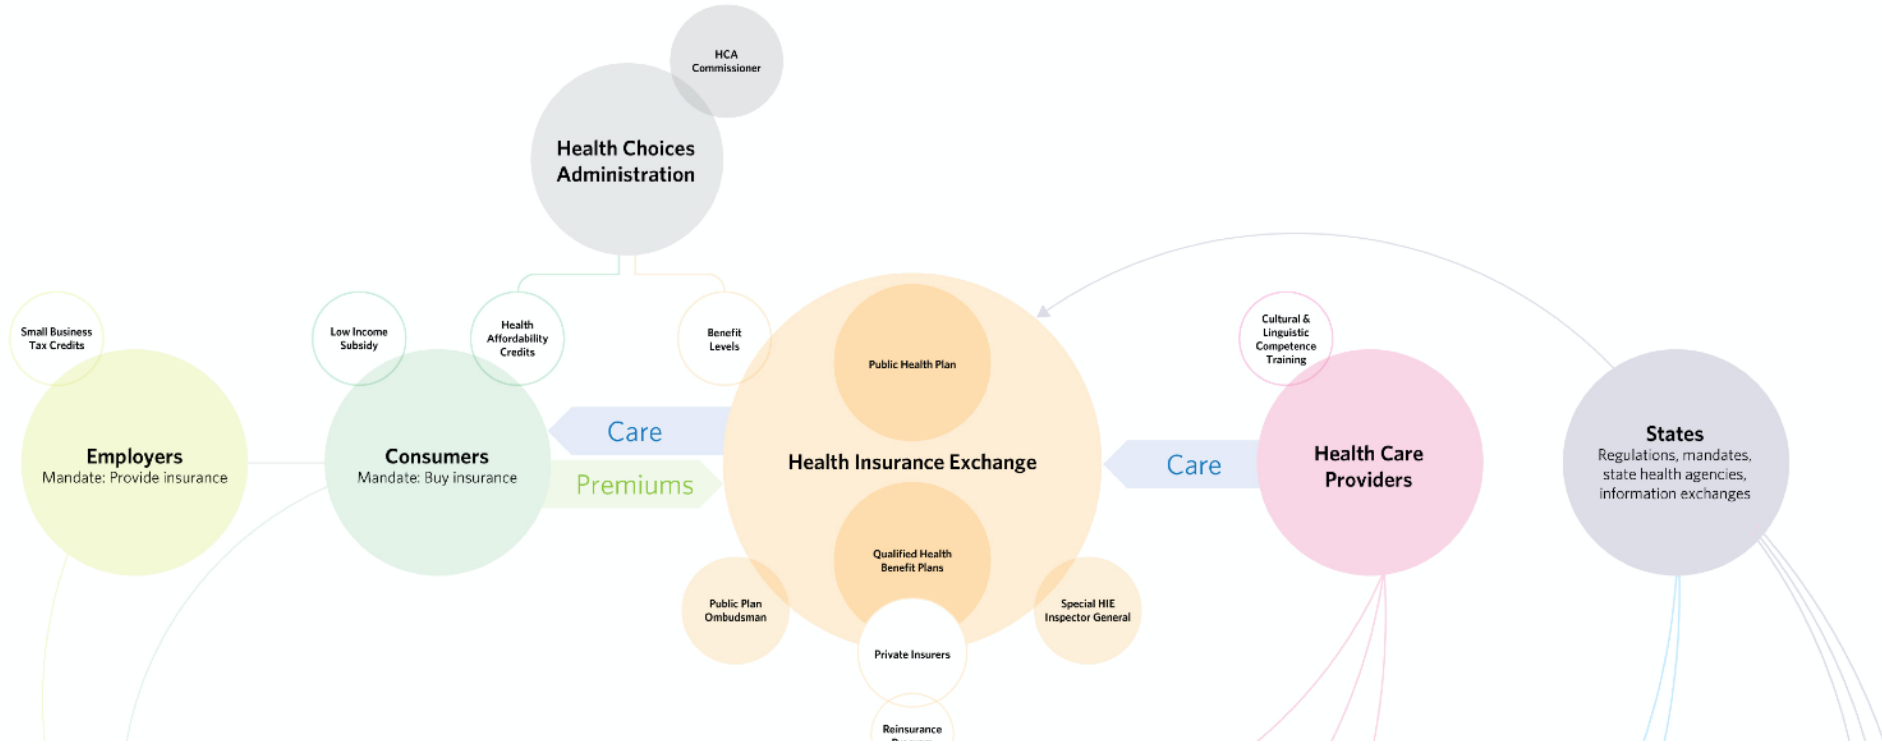 HCA
Commissioner
Health Choices
Administration
Small Business
Tax Credits
Low Income
Subsidy
Health
Affordability
Credits
Benefit
Levels
Public Health Plan
Cultural &
Linguistic
Competence
Training
Employers
Mandate: Provide insurance
Consumers
Mandate: Buy insurance
Care
Premiums
Health Insurance Exchange
Care
Health Care
Providers
States
Regulations, mandates,
state health agencies,
information exchanges
Qualified Health
Benefit Plans
Public Plan
Ombudsman
Special HIE
Inspector General
Private Insurers
Reinsurance